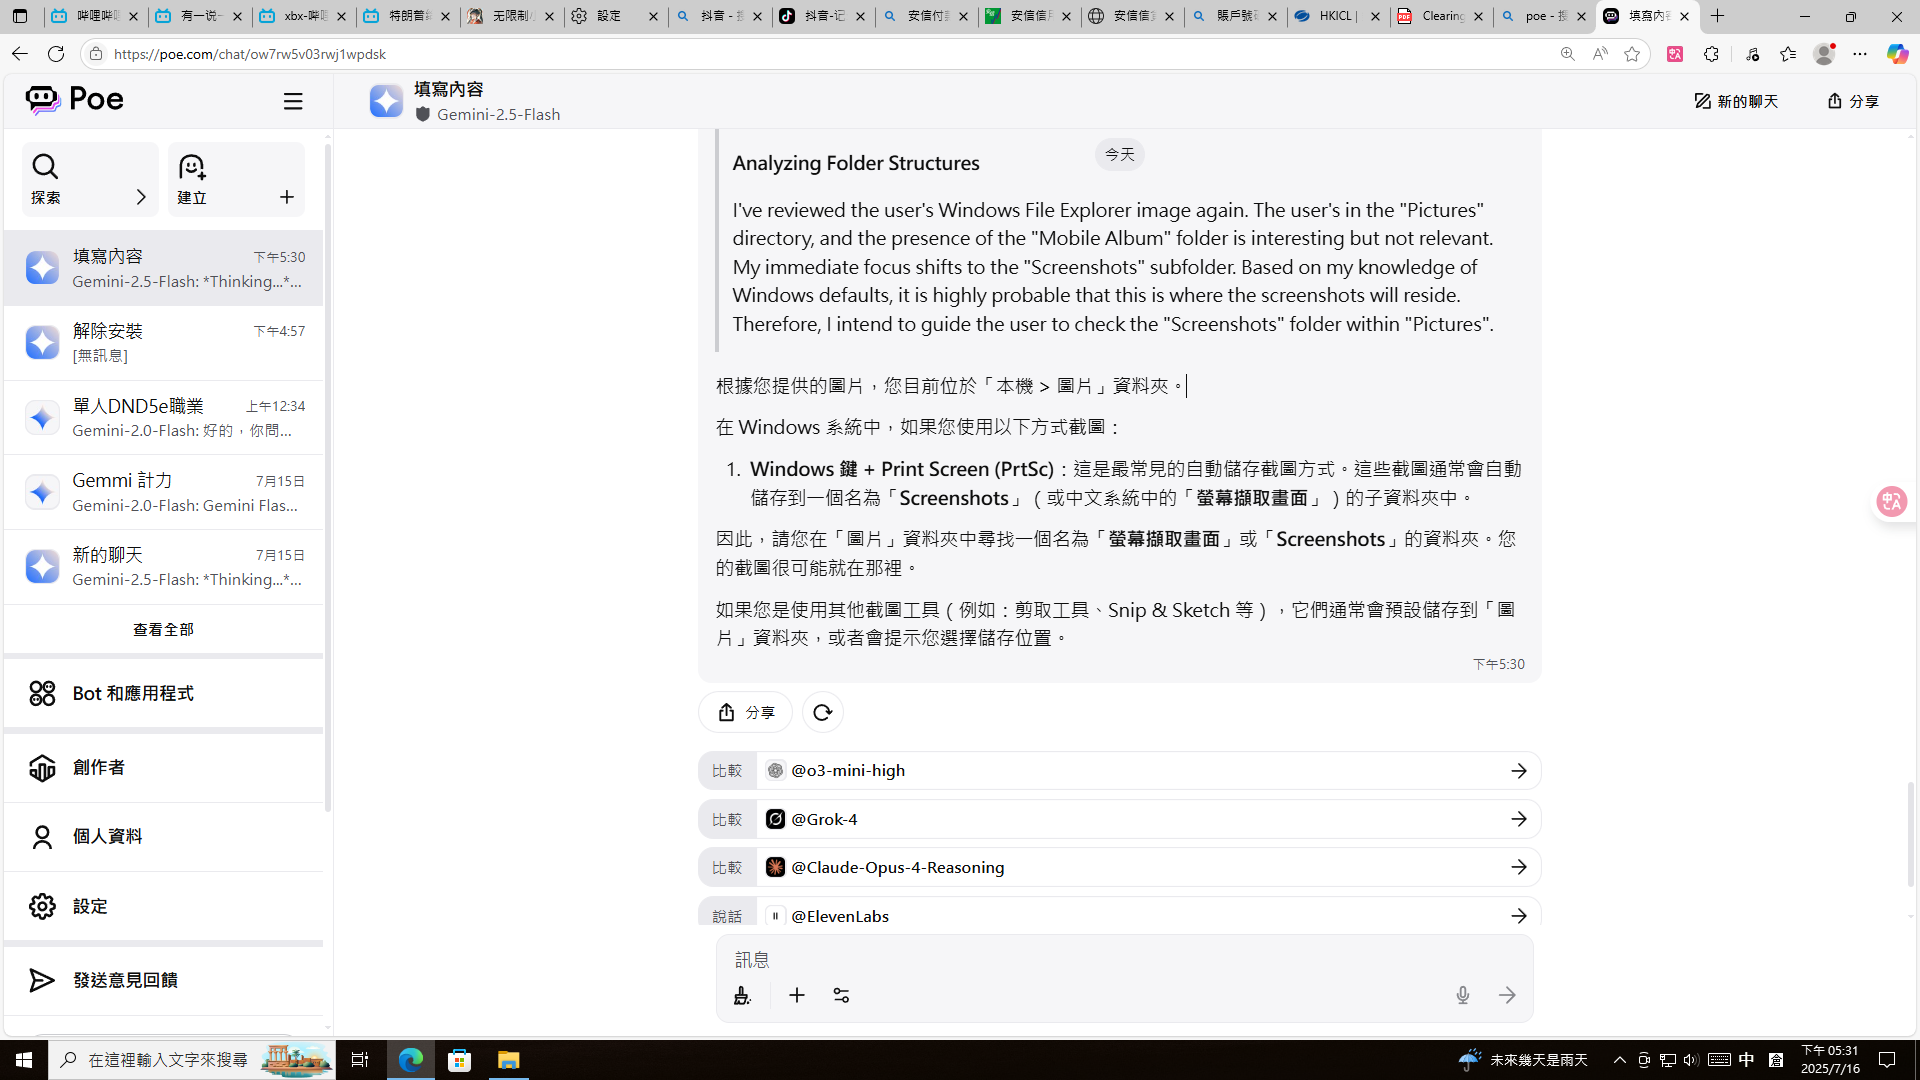 哔哩哔哩
有一说一
xbx-哔哩
特朗普
无限制小
設定
抖音 - 搜
抖音-记
安信付款
安信信用
安信信貸
賬戶號碼
HKICL |
Clearing
poe - 搜
填寫內容
https://poe.com/chat/ow7rw5v03rwj1wpdsk
Poe
填寫內容
Gemini-2.5-Flash
新的聊天
分享
探索
建立
填寫內容
下午5:30
Gemini-2.5-Flash: *Thinking...*...
解除安裝
下午4:57
[無訊息]
單人DND5e職業
上午12:34
Gemini-2.0-Flash: 好的，你問...
Gemmi 計力
7月15日
Gemini-2.0-Flash: Gemini Flas...
新的聊天
7月15日
Gemini-2.5-Flash: *Thinking...*...
查看全部
Bot 和應用程式
創作者
個人資料
設定
發送意見回饋
今天
Analyzing Folder Structures
I've reviewed the user's Windows File Explorer image again. The user's in the "Pictures"
directory, and the presence of the "Mobile Album" folder is interesting but not relevant.
My immediate focus shifts to the "Screenshots" subfolder. Based on my knowledge of
Windows defaults, it is highly probable that this is where the screenshots will reside.
Therefore, I intend to guide the user to check the "Screenshots" folder within "Pictures".
根據您提供的圖片，您目前位於「本機 > 圖片」資料夾。
在 Windows 系統中，如果您使用以下方式截圖：
1. Windows 鍵 + Print Screen (PrtSc)：這是最常見的自動儲存截圖方式。這些截圖通常會自動
儲存到一個名為「Screenshots」（或中文系統中的「螢幕擷取畫面」）的子資料夾中。
因此，請您在「圖片」資料夾中尋找一個名為「螢幕擷取畫面」或「Screenshots」的資料夾。您
的截圖很可能就在那裡。
如果您是使用其他截圖工具（例如：剪取工具、Snip & Sketch 等），它們通常會預設儲存到「圖
片」資料夾，或者會提示您選擇儲存位置。
下午5:30
分享
比較 @o3-mini-high
比較 @Grok-4
比較 @Claude-Opus-4-Reasoning
說話 @ElevenLabs
訊息
在這裡輸入文字來搜尋
未來幾天是雨天
中
倉
下午 05:31
2025/7/16